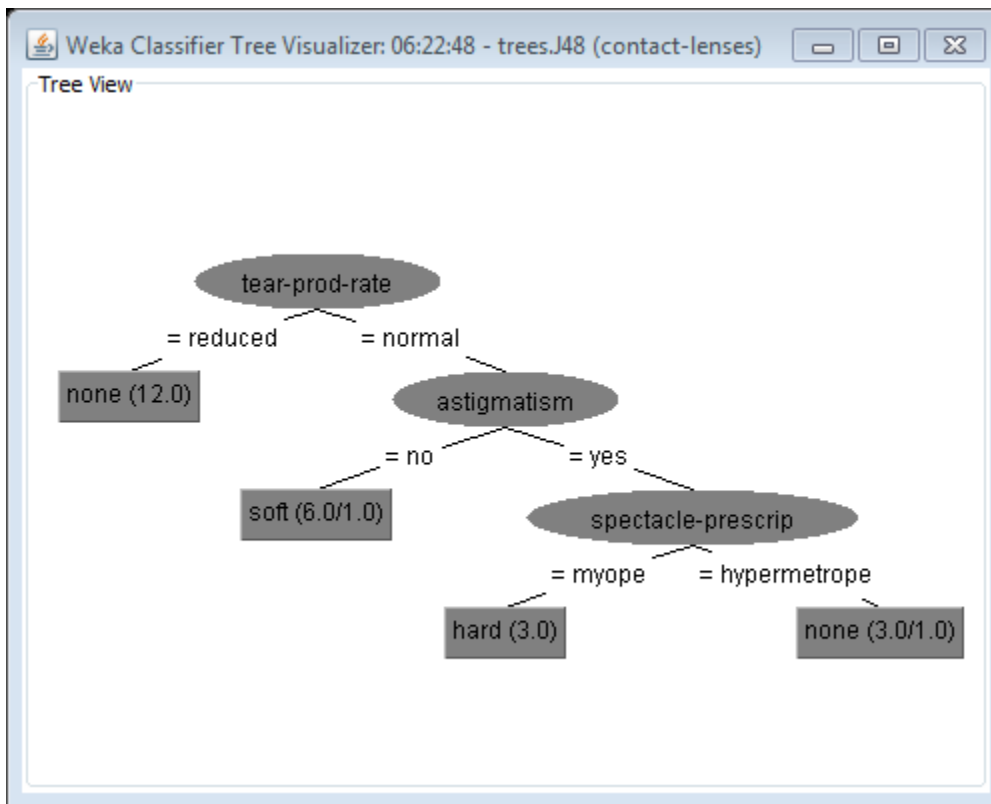 Weka Classifier Tree Visualizer: 06:22:48 - trees.J48 (contact-lenses)
Tree View
tear-prod-rate
= reduced
= normal
none (12.0)
astigmatism
= no
= yes
soft (6.0/1.0)
spectacle-prescrip
= myope
= hypermetrope
hard (3.0)
none (3.0/1.0)